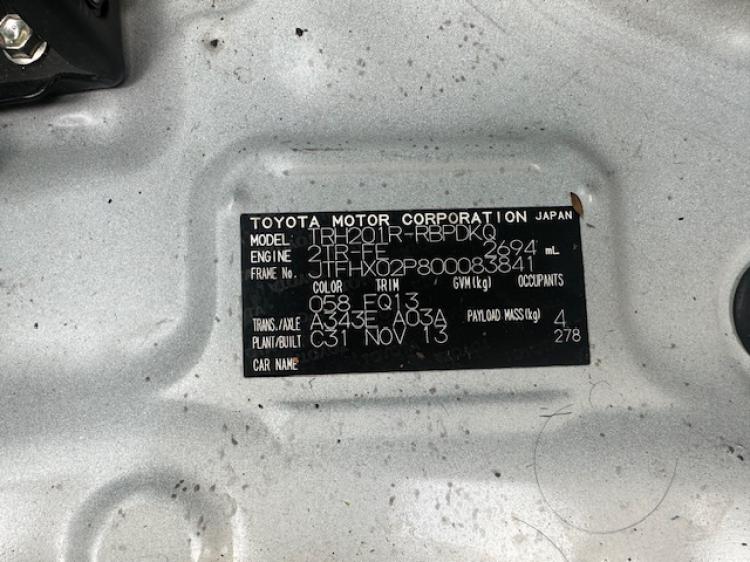 TOYOTA MOTOR CORPORATION JAPAN
MODEL TRH201R-RBPDKQ
ENGINE 2TR-FE 2694 mL
FRAME No. JTFHX02P800083841
COLOR TRIM GVM(kg) OCCUPANTS
058 FQ13
TRANS./AXLE A343E A03A PAYLOAD MASS(kg) 4
PLANT/BUILT C31 NOV 13 278
CAR NAME